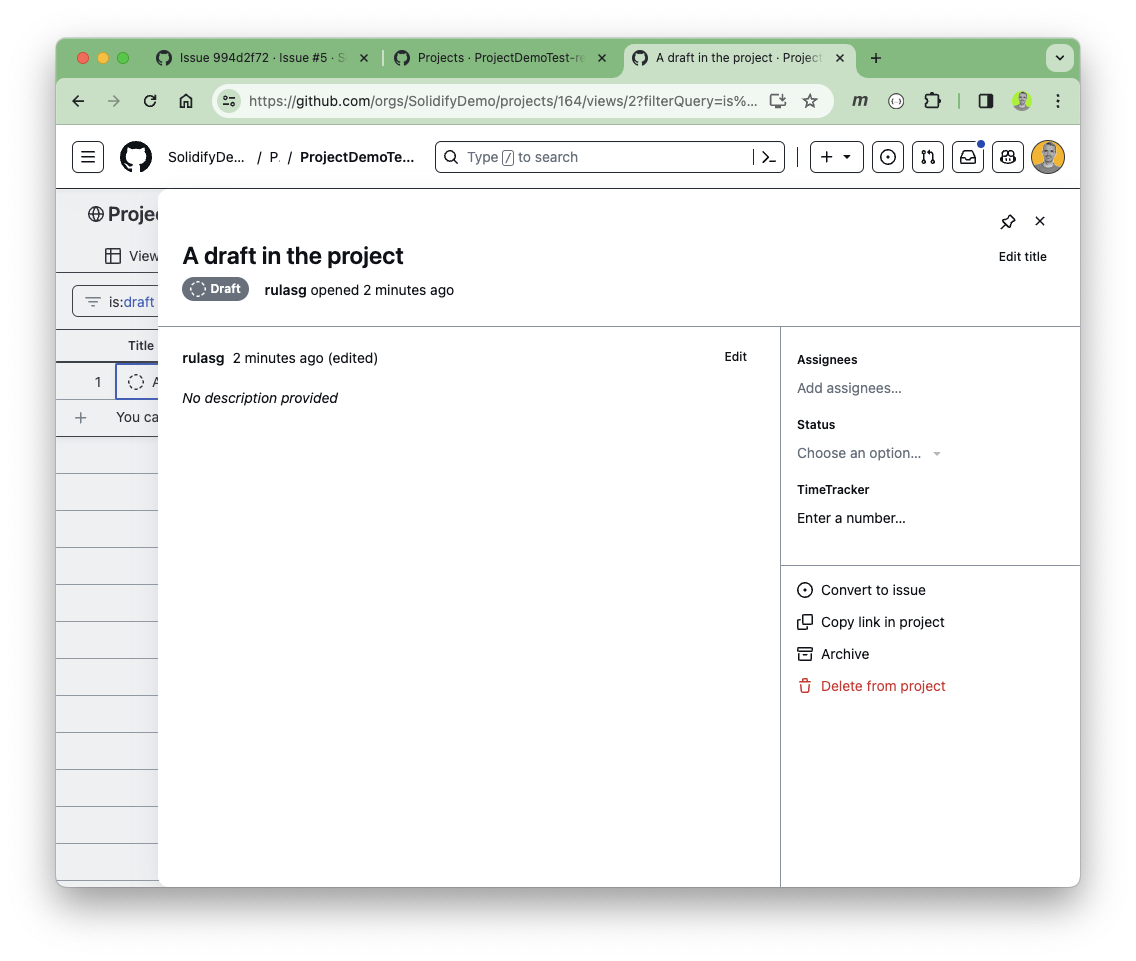 Issue 994d2f72 · Issue #5 · S
Projects · ProjectDemoTest-re
A draft in the project · Project
https://github.com/orgs/SolidifyDemo/projects/164/views/2?filterQuery=is%...
SolidifyDe... / P. / ProjectDemoTe...
Type / to search
Projec
A draft in the project
Edit title
View
Draft
rulasg opened 2 minutes ago
is:draft
Title
rulasg 2 minutes ago (edited)
Edit
1
A
No description provided
You ca
Assignees
Add assignees...
Status
Choose an option...
TimeTracker
Enter a number...
Convert to issue
Copy link in project
Archive
Delete from project